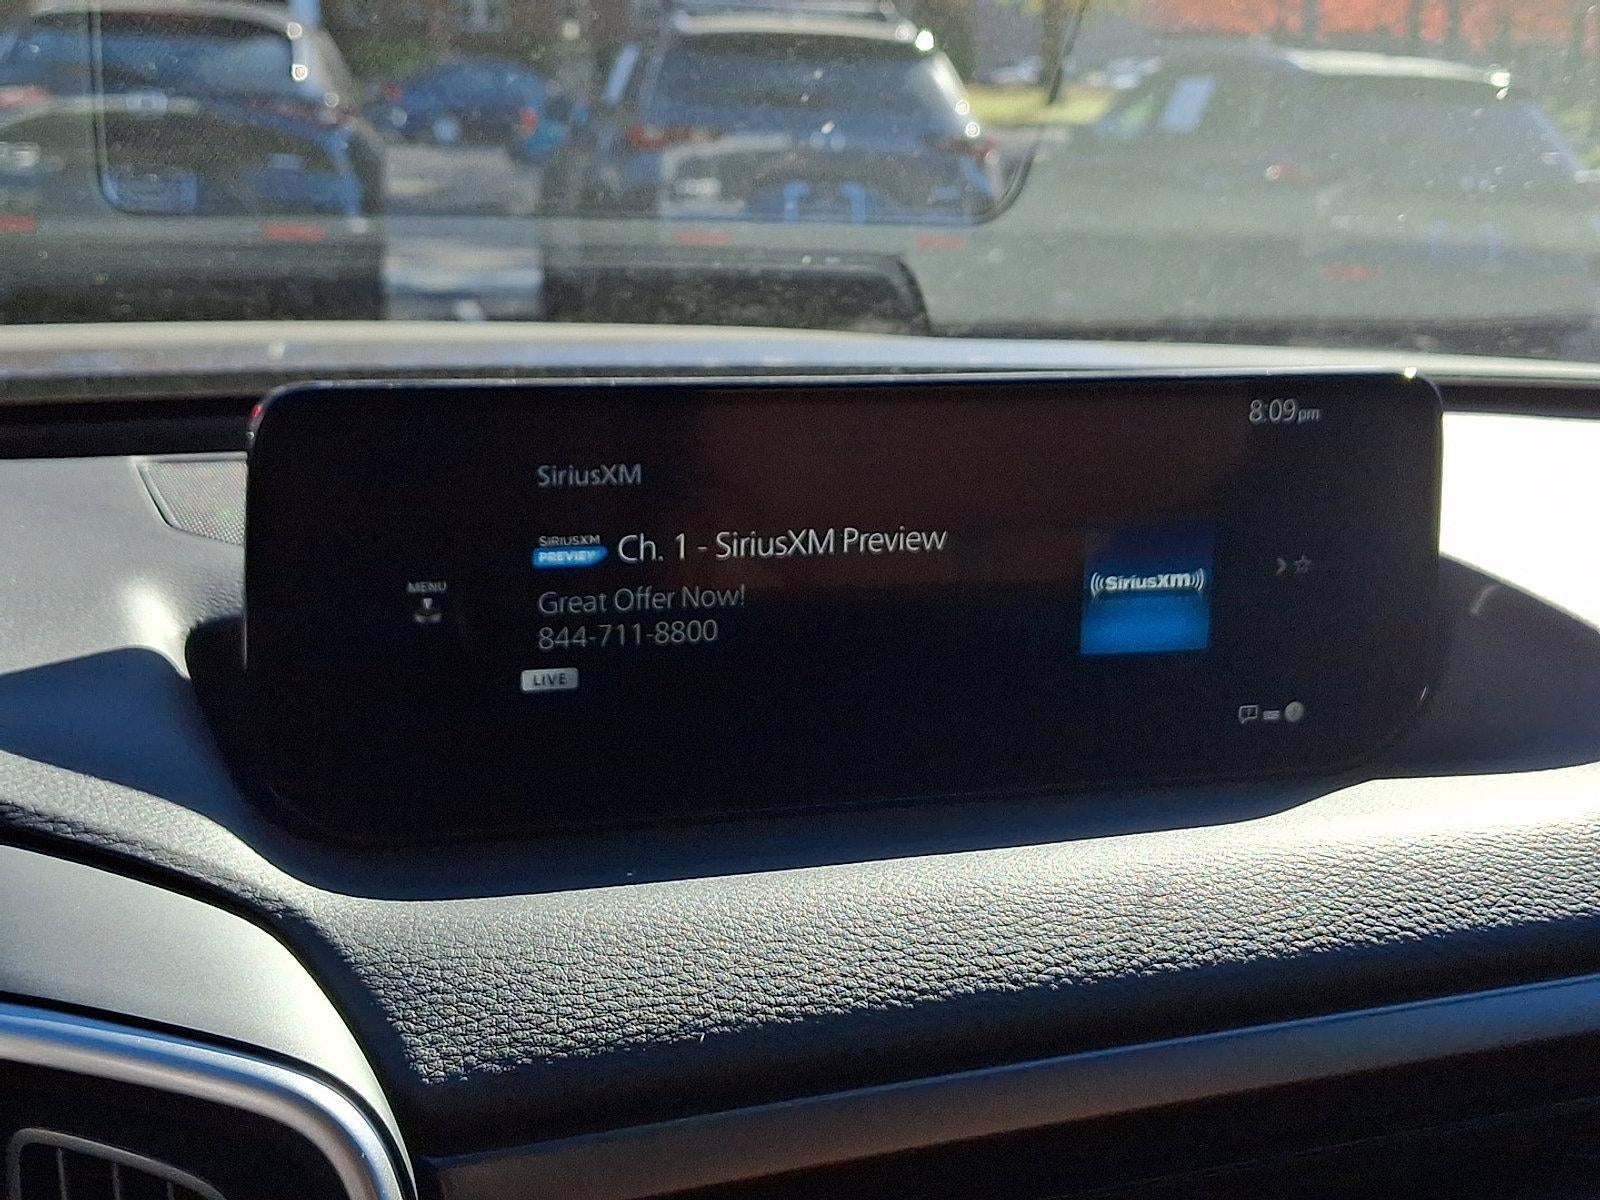 8:09pm
SiriusXM
SIRIUSXM
PREVIEW
Ch. 1 - SiriusXM Preview
Great Offer Now!
844-711-8800
LIVE
MENU
((SiriusXm))